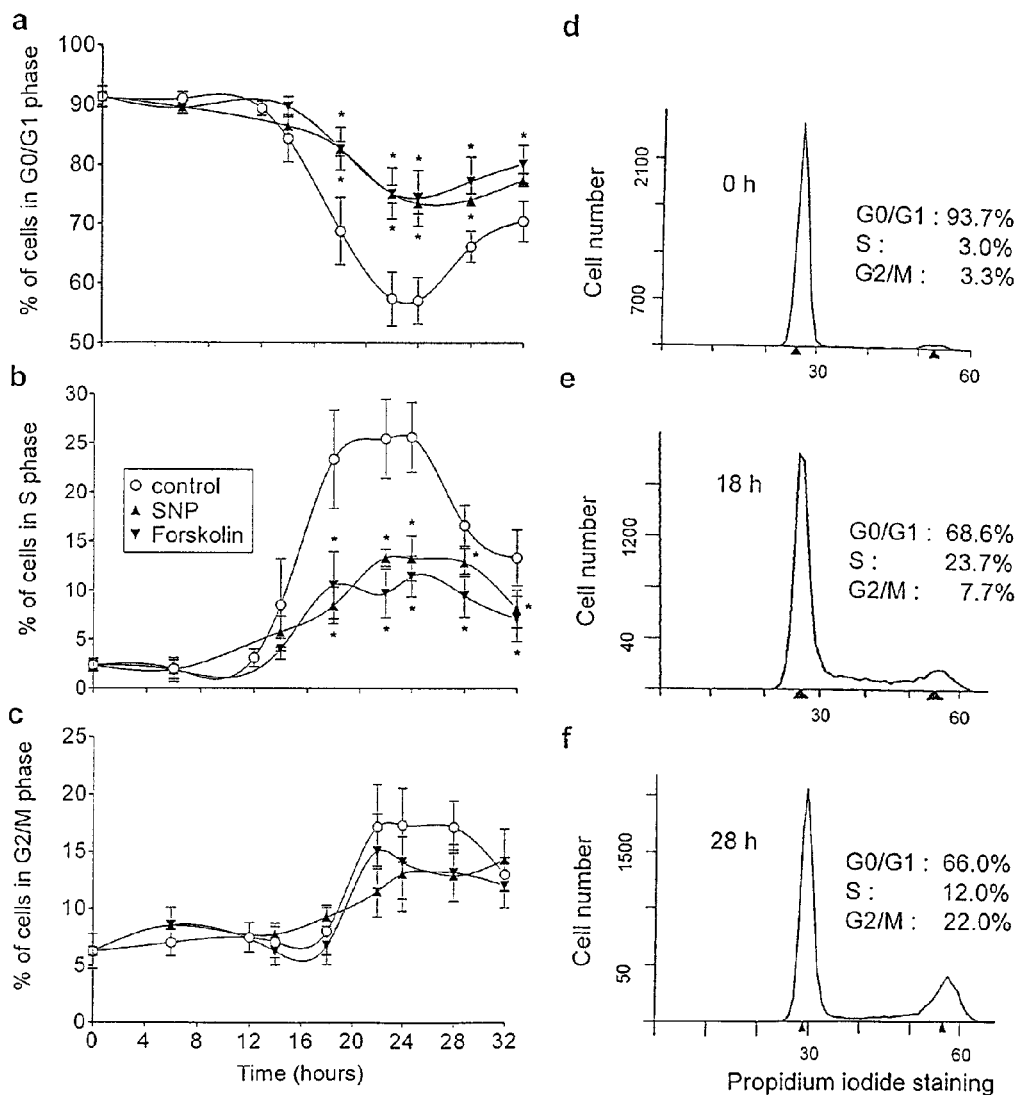 a
% of cells in G0/G1 phase
100
90
80
70
60
50
* * * * *
* * * *
b
% of cells in S phase
30
25
20
15
10
5
0
control
SNP
Forskolin
* * * * *
* * * * *
c
% of cells in G2/M phase
25
20
15
10
5
0
0 4 8 12 16 20 24 28 32
Time (hours)
d
Cell number
2100
700
0 h
G0/G1 : 93.7%
S : 3.0%
G2/M : 3.3%
30 60
e
Cell number
1200
40
18 h
G0/G1 : 68.6%
S : 23.7%
G2/M : 7.7%
30 60
f
Cell number
1500
50
28 h
G0/G1 : 66.0%
S : 12.0%
G2/M : 22.0%
30 60
Propidium iodide staining